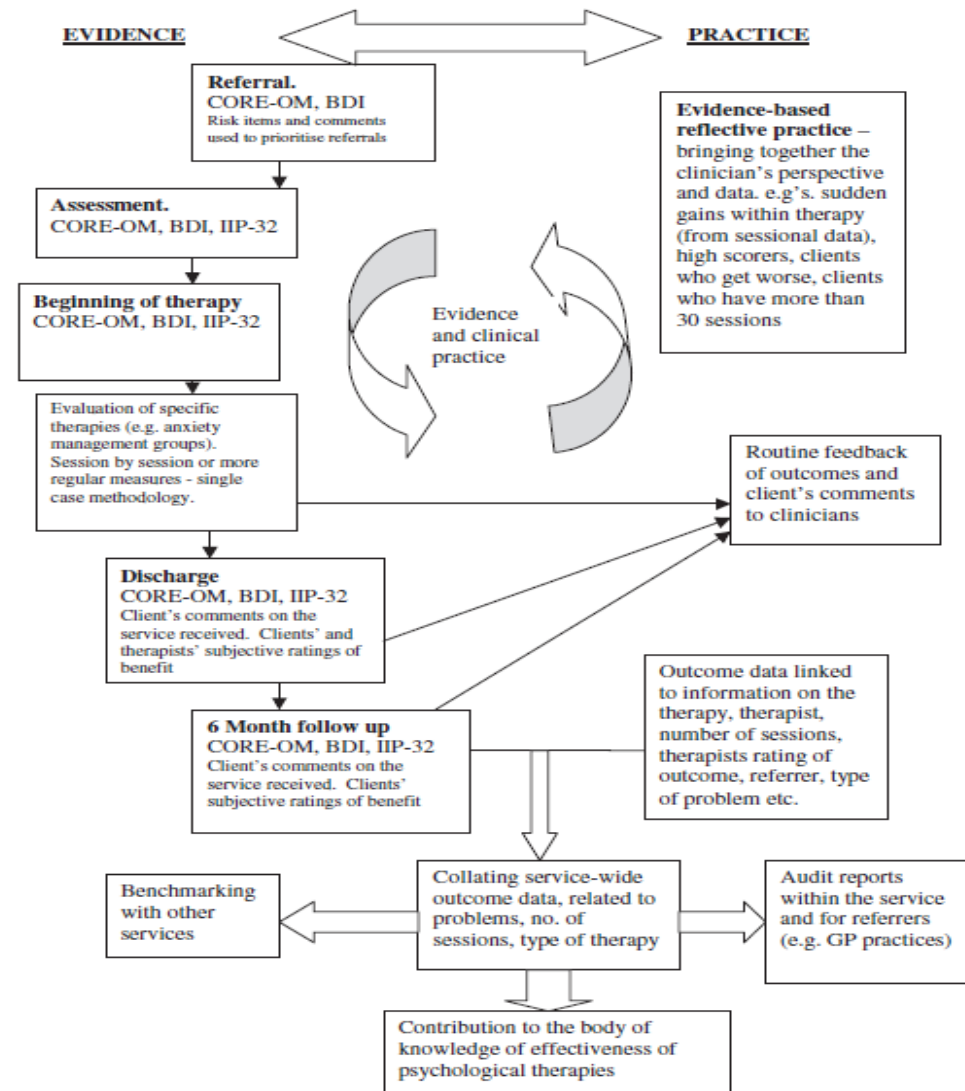 EVIDENCE
PRACTICE
Referral.
CORE-OM, BDI
Risk items and comments
used to prioritise referrals
Evidence-based
reflective practice –
bringing together the
clinician's perspective
and data. e.g's. sudden
gains within therapy
(from sessional data),
high scorers, clients
who get worse, clients
who have more than
30 sessions
Assessment.
CORE-OM, BDI, IIP-32
Beginning of therapy
CORE-OM, BDI, IIP-32
Evidence
and clinical
practice
Evaluation of specific
therapies (e.g. anxiety
management groups).
Session by session or more
regular measures - single
case methodology.
Routine feedback
of outcomes and
client's comments
to clinicians
Discharge
CORE-OM, BDI, IIP-32
Client's comments on the
service received. Clients' and
therapists' subjective ratings of
benefit
6 Month follow up
CORE-OM, BDI, IIP-32
Client's comments on the
service received. Clients'
subjective ratings of benefit
Outcome data linked
to information on the
therapy, therapist,
number of sessions,
therapists rating of
outcome, referrer, type
of problem etc.
Benchmarking
with other
services
Collating service-wide
outcome data, related to
problems, no. of
sessions, type of therapy
Audit reports
within the service
and for referrers
(e.g. GP practices)
Contribution to the body of
knowledge of effectiveness of
psychological therapies